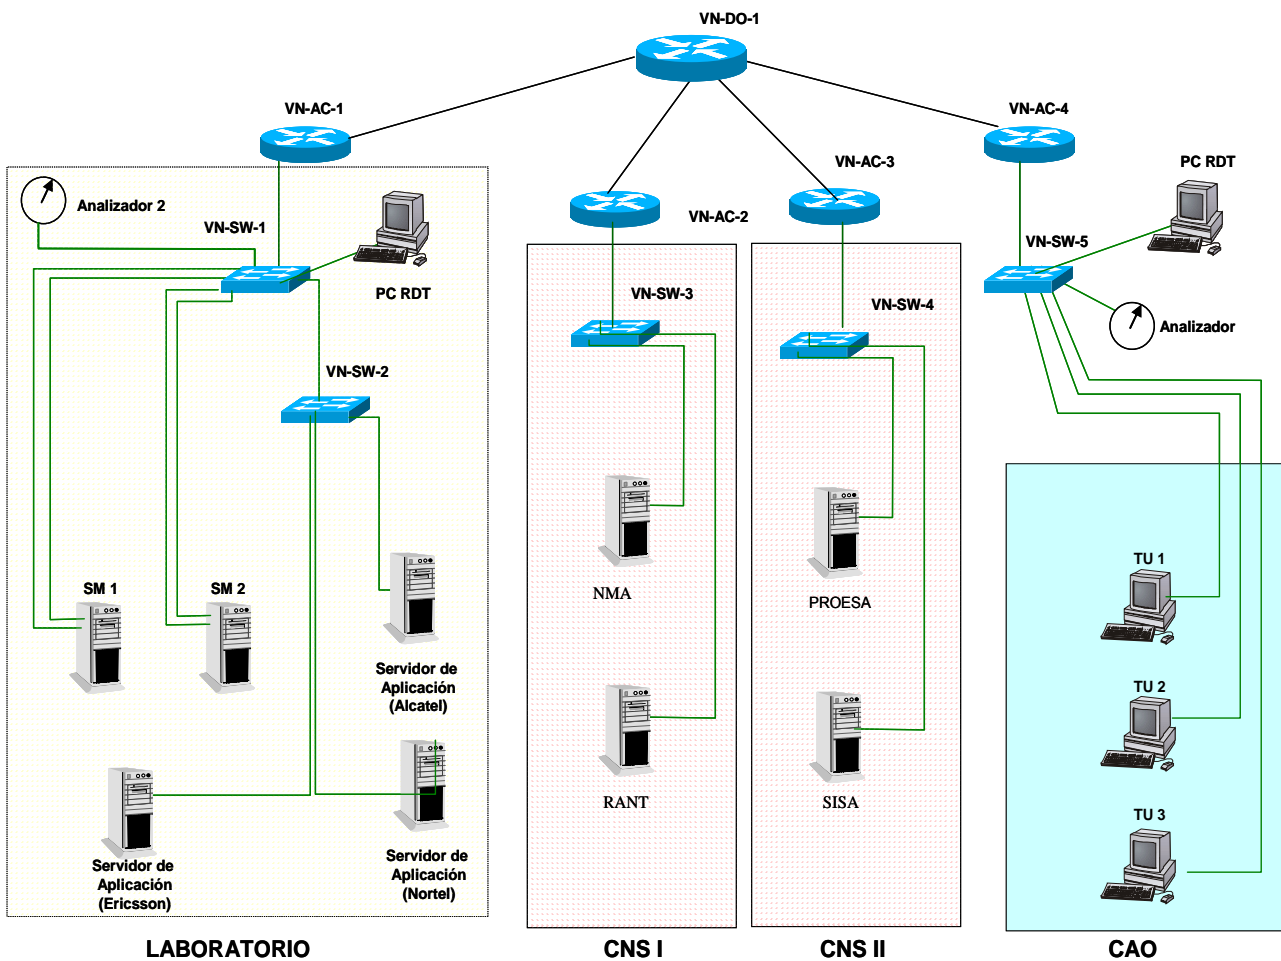 VN-DO-1
VN-AC-1
VN-AC-4
VN-AC-3
PC RDT
Analizador 2
VN-SW-1
VN-AC-2
VN-SW-5
PC RDT
VN-SW-3
VN-SW-4
Analizador
VN-SW-2
TU 1
SM 1
SM 2
NMA
PROESA
Servidor de
Aplicación
(Alcatel)
TU 2
RANT
SISA
TU 3
Servidor de
Aplicación
(Ericsson)
Servidor de
Aplicación
(Nortel)
LABORATORIO
CNS I
CNS II
CAO